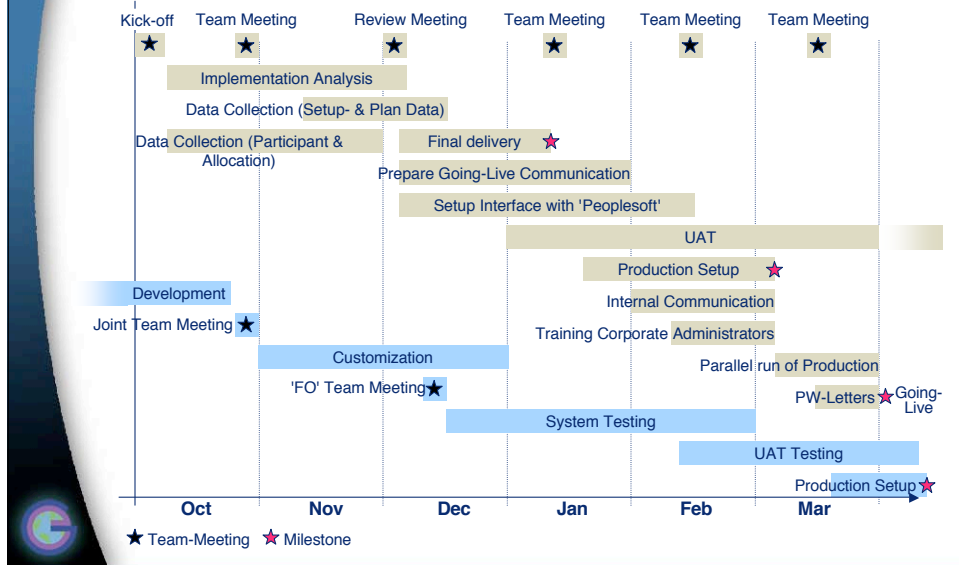 Kick-off
Team Meeting
Review Meeting
Team Meeting
Team Meeting
Team Meeting
Implementation Analysis
Data Collection (Setup- & Plan Data)
Data Collection (Participant &
Allocation)
Final delivery
Prepare Going-Live Communication
Setup Interface with 'Peoplesoft'
UAT
Production Setup
Development
Internal Communication
Joint Team Meeting
Training Corporate Administrators
Customization
Parallel run of Production
'FO' Team Meeting
PW-Letters
Going-
Live
System Testing
UAT Testing
Production Setup
Oct
Nov
Dec
Jan
Feb
Mar
Team-Meeting
Milestone